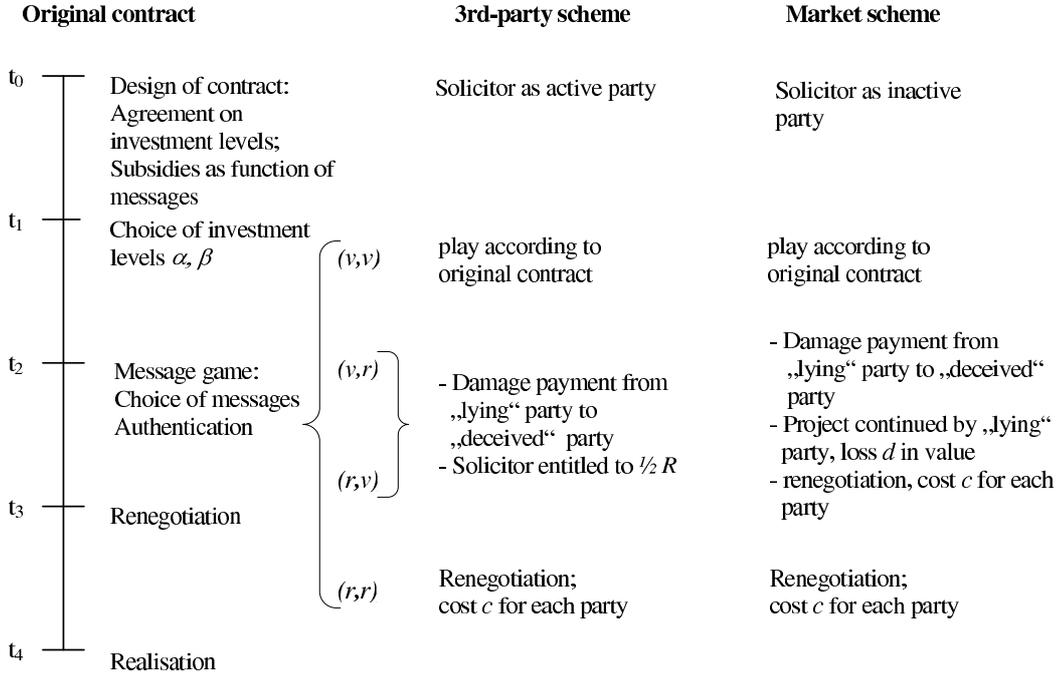 Original contract
3rd-party scheme
Market scheme
t0
Design of contract:
Agreement on
investment levels;
Subsidies as function of
messages
Solicitor as active party
Solicitor as inactive
party
t1
Choice of investment
levels α, β
(v,v)
play according to
original contract
play according to
original contract
t2
Message game:
Choice of messages
Authentication
(v,r)
(r,v)
- Damage payment from
„lying“ party to
„deceived“ party
- Solicitor entitled to ½ R
- Damage payment from
„lying“ party to „deceived“
party
- Project continued by „lying“
party, loss d in value
- renegotiation, cost c for each
party
t3
Renegotiation
(r,r)
Renegotiation;
cost c for each party
Renegotiation;
cost c for each party
t4
Realisation